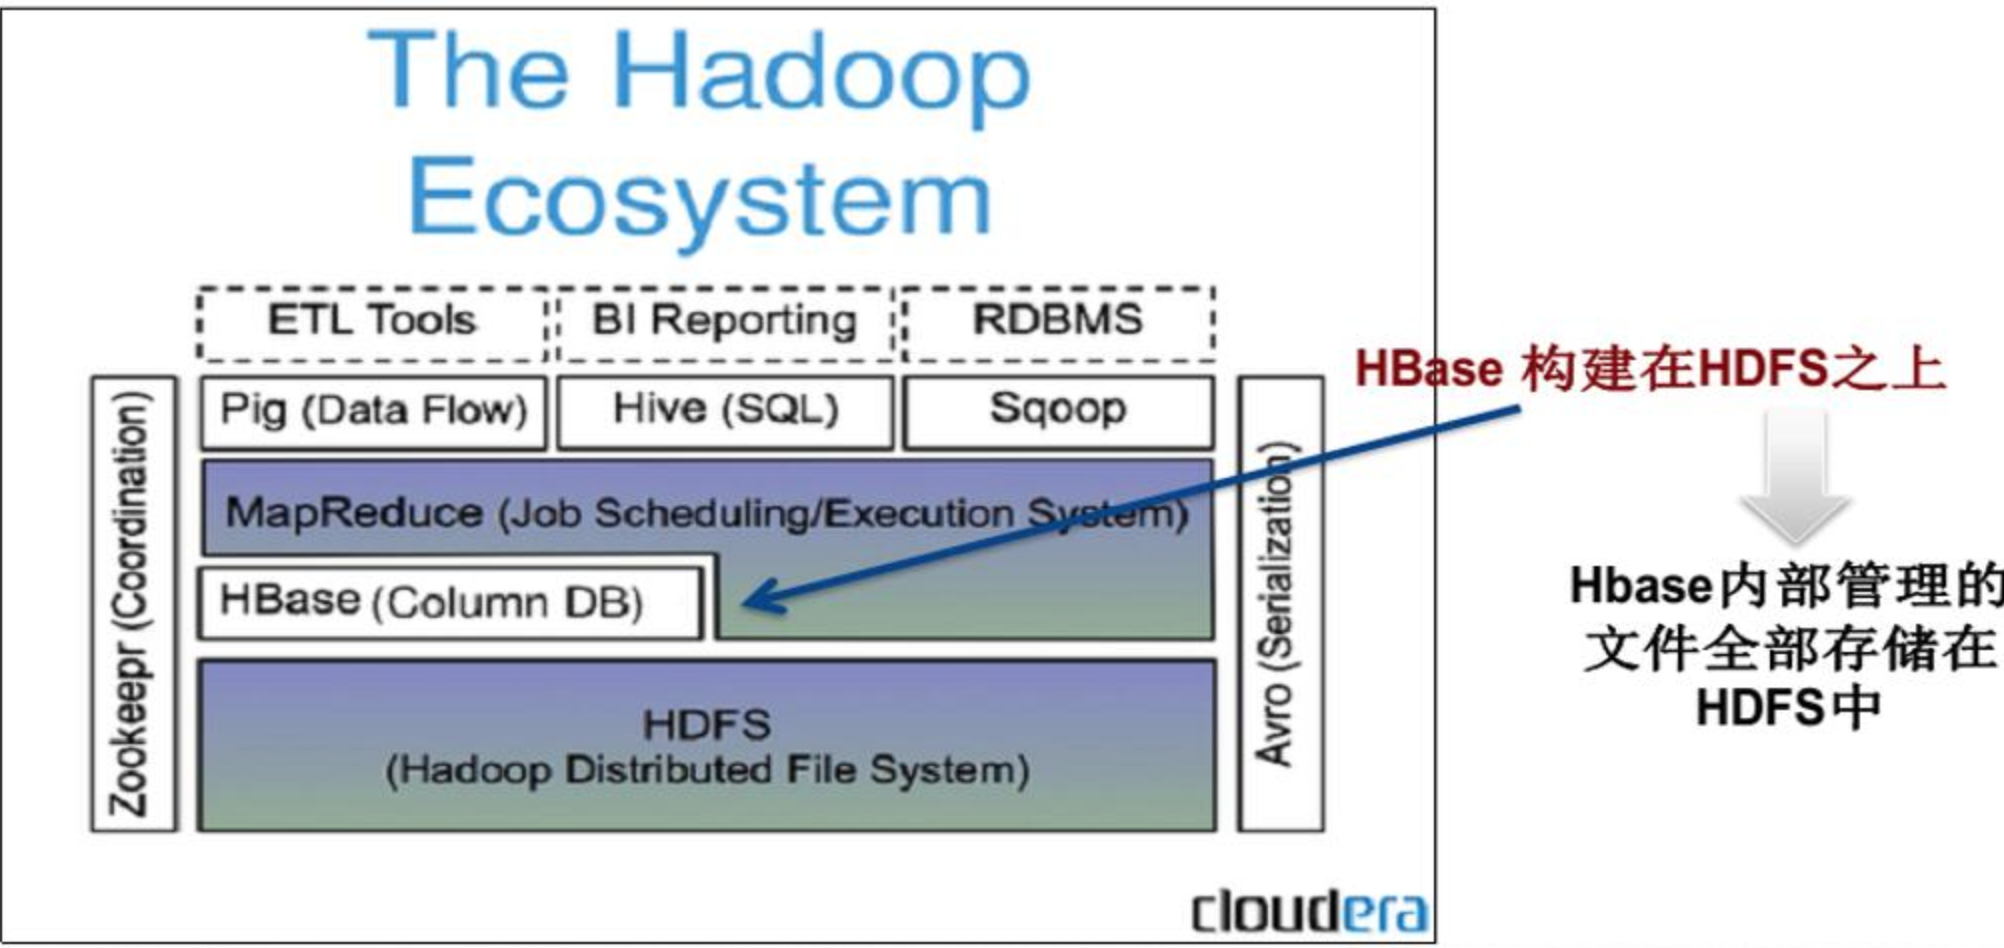 The Hadoop
Ecosystem
ETL Tools
BI Reporting
RDBMS
Pig (Data Flow)
Hive (SQL)
Sqoop
Zookeepr (Coordination)
MapReduce (Job Scheduling/Execution System)
HBase (Column DB)
HDFS
(Hadoop Distributed File System)
Avro (Serialization)
cloudera
HBase 构建在HDFS之上
Hbase内部管理的
文件全部存储在
HDFS中